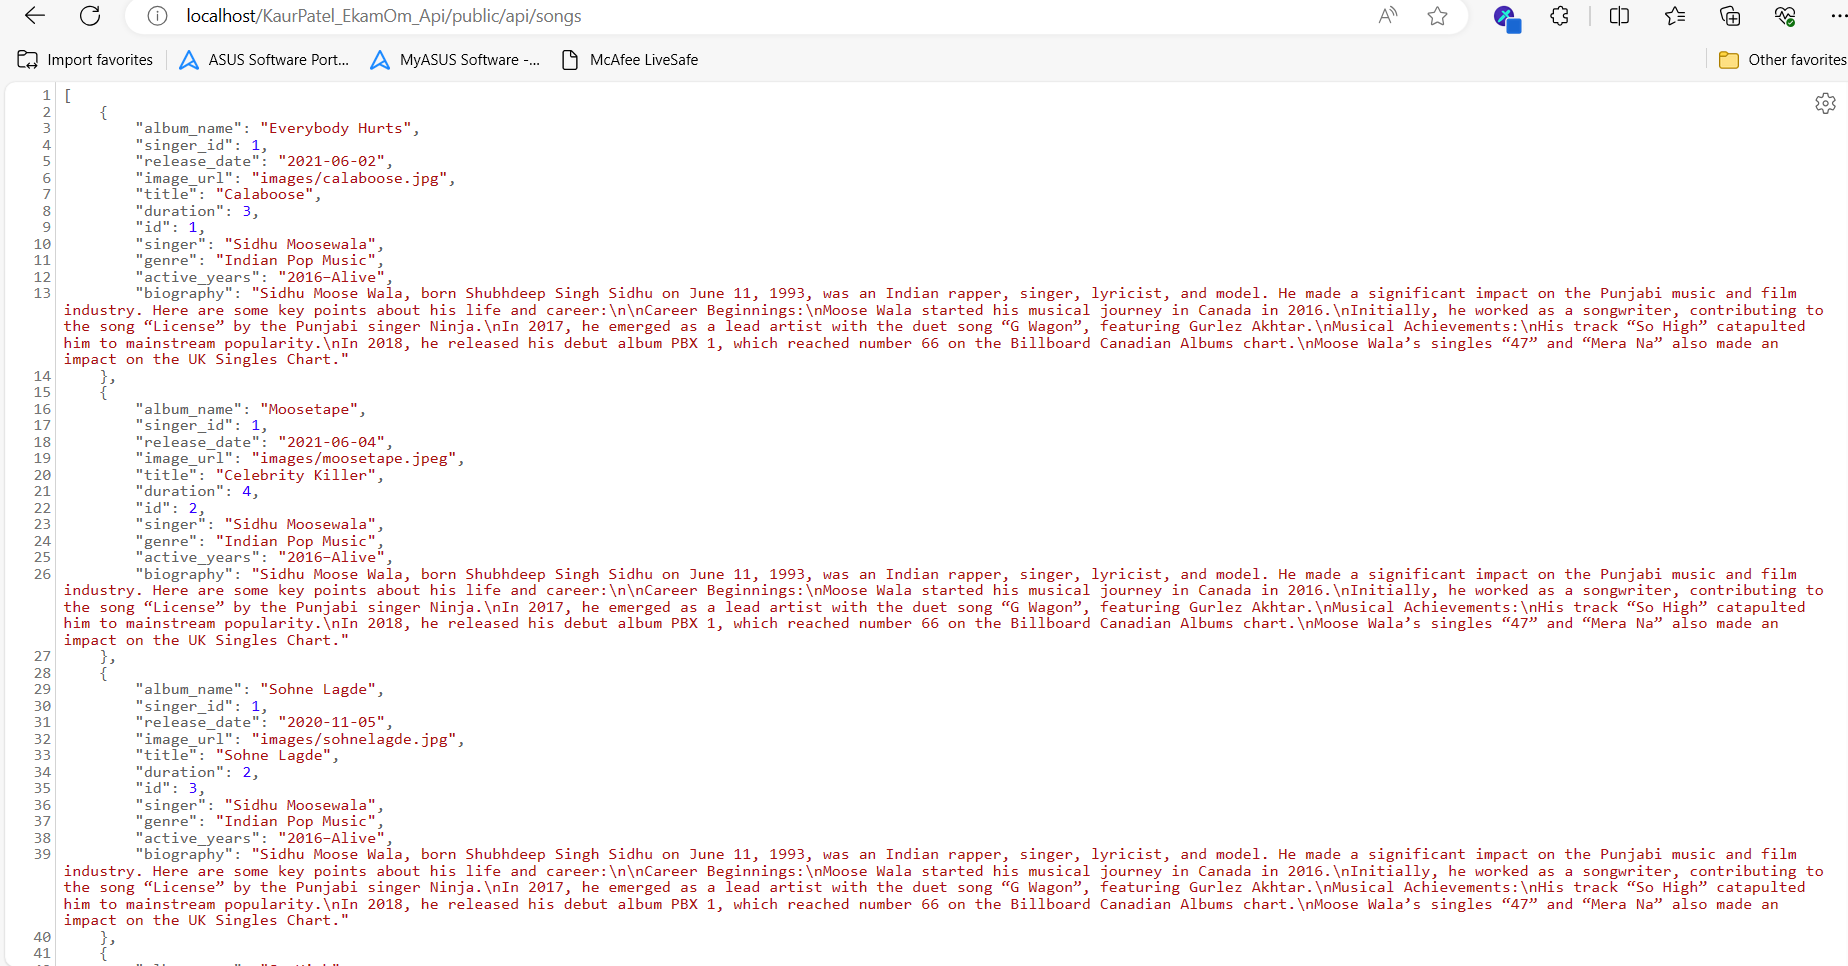 localhost/KaurPatel_EkamOm_Api/public/api/songs
Import favorites ASUS Software Port... MyASUS Software -... McAfee LiveSafe Other favorites
1 [
2 {
3 "album_name": "Everybody Hurts",
4 "singer_id": 1,
5 "release_date": "2021-06-02",
6 "image_url": "images/calaboose.jpg",
7 "title": "Calaboose",
8 "duration": 3,
9 "id": 1,
10 "singer": "Sidhu Moosewala",
11 "genre": "Indian Pop Music",
12 "active_years": "2016–Alive",
13 "biography": "Sidhu Moose Wala, born Shubhdeep Singh Sidhu on June 11, 1993, was an Indian rapper, singer, lyricist, and model. He made a significant impact on the Punjabi music and film
industry. Here are some key points about his life and career:\n\nCareer Beginnings:\nMoose Wala started his musical journey in Canada in 2016.\nInitially, he worked as a songwriter, contributing to
the song “License” by the Punjabi singer Ninja.\nIn 2017, he emerged as a lead artist with the duet song “G Wagon”, featuring Gurlez Akhtar.\nMusical Achievements:\nHis track “So High” catapulted
him to mainstream popularity.\nIn 2018, he released his debut album PBX 1, which reached number 66 on the Billboard Canadian Albums chart.\nMoose Wala’s singles “47” and “Mera Na” also made an
impact on the UK Singles Chart."
14 },
15 {
16 "album_name": "Moosetape",
17 "singer_id": 1,
18 "release_date": "2021-06-04",
19 "image_url": "images/moosetape.jpeg",
20 "title": "Celebrity Killer",
21 "duration": 4,
22 "id": 2,
23 "singer": "Sidhu Moosewala",
24 "genre": "Indian Pop Music",
25 "active_years": "2016–Alive",
26 "biography": "Sidhu Moose Wala, born Shubhdeep Singh Sidhu on June 11, 1993, was an Indian rapper, singer, lyricist, and model. He made a significant impact on the Punjabi music and film
industry. Here are some key points about his life and career:\n\nCareer Beginnings:\nMoose Wala started his musical journey in Canada in 2016.\nInitially, he worked as a songwriter, contributing to
the song “License” by the Punjabi singer Ninja.\nIn 2017, he emerged as a lead artist with the duet song “G Wagon”, featuring Gurlez Akhtar.\nMusical Achievements:\nHis track “So High” catapulted
him to mainstream popularity.\nIn 2018, he released his debut album PBX 1, which reached number 66 on the Billboard Canadian Albums chart.\nMoose Wala’s singles “47” and “Mera Na” also made an
impact on the UK Singles Chart."
27 },
28 {
29 "album_name": "Sohne Lagde",
30 "singer_id": 1,
31 "release_date": "2020-11-05",
32 "image_url": "images/sohnelagde.jpg",
33 "title": "Sohne Lagde",
34 "duration": 2,
35 "id": 3,
36 "singer": "Sidhu Moosewala",
37 "genre": "Indian Pop Music",
38 "active_years": "2016–Alive",
39 "biography": "Sidhu Moose Wala, born Shubhdeep Singh Sidhu on June 11, 1993, was an Indian rapper, singer, lyricist, and model. He made a significant impact on the Punjabi music and film
industry. Here are some key points about his life and career:\n\nCareer Beginnings:\nMoose Wala started his musical journey in Canada in 2016.\nInitially, he worked as a songwriter, contributing to
the song “License” by the Punjabi singer Ninja.\nIn 2017, he emerged as a lead artist with the duet song “G Wagon”, featuring Gurlez Akhtar.\nMusical Achievements:\nHis track “So High” catapulted
him to mainstream popularity.\nIn 2018, he released his debut album PBX 1, which reached number 66 on the Billboard Canadian Albums chart.\nMoose Wala’s singles “47” and “Mera Na” also made an
impact on the UK Singles Chart."
40 },
41 {